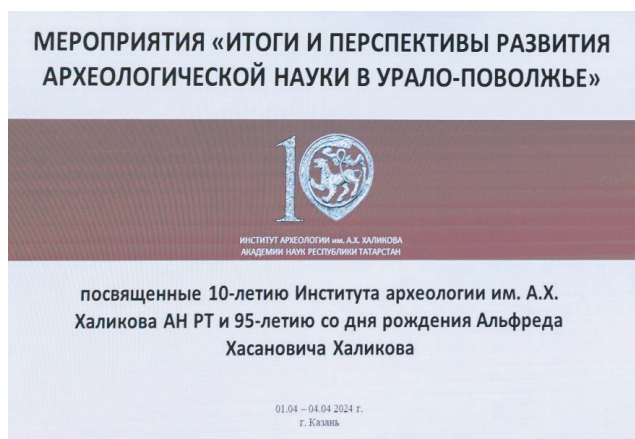 МЕРОПРИЯТИЯ «ИТОГИ И ПЕРСПЕКТИВЫ РАЗВИТИЯ
АРХЕОЛОГИЧЕСКОЙ НАУКИ В УРАЛО-ПОВОЛЖЬЕ»
10
ИНСТИТУТ АРХЕОЛОГИИ им. А.Х. ХАЛИКОВА
АКАДЕМИИ НАУК РЕСПУБЛИКИ ТАТАРСТАН
посвященные 10-летию Института археологии им. А.Х.
Халикова АН РТ и 95-летию со дня рождения Альфреда
Хасановича Халикова
01.04 – 04.04 2024 г.
г. Казань